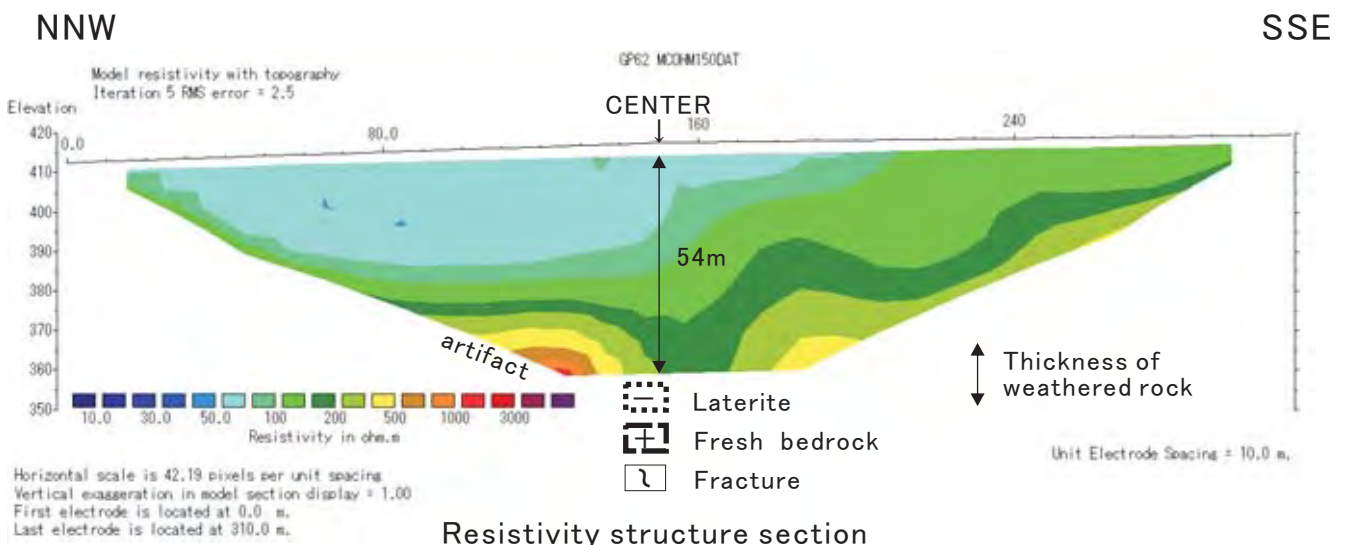 NNW
SSE
GP62 MCOHM150DAT
Model resistivity with topography
Iteration 5 RMS error = 2.5
Elevation
CENTER
420
0.0
80.0
160
240
410
400
390
54m
380
370
artifact
360
Thickness of
weathered rock
350
10.0 30.0 50.0 100 200 500 1000 3000
Resistivity in ohm.m
Laterite
Fresh bedrock
Fracture
Unit Electrode Spacing = 10.0 m.
Horizontal scale is 42.19 pixels per unit spacing
Vertical exaggeration in model section display = 1.00
First electrode is located at 0.0 m.
Last electrode is located at 310.0 m.
Resistivity structure section